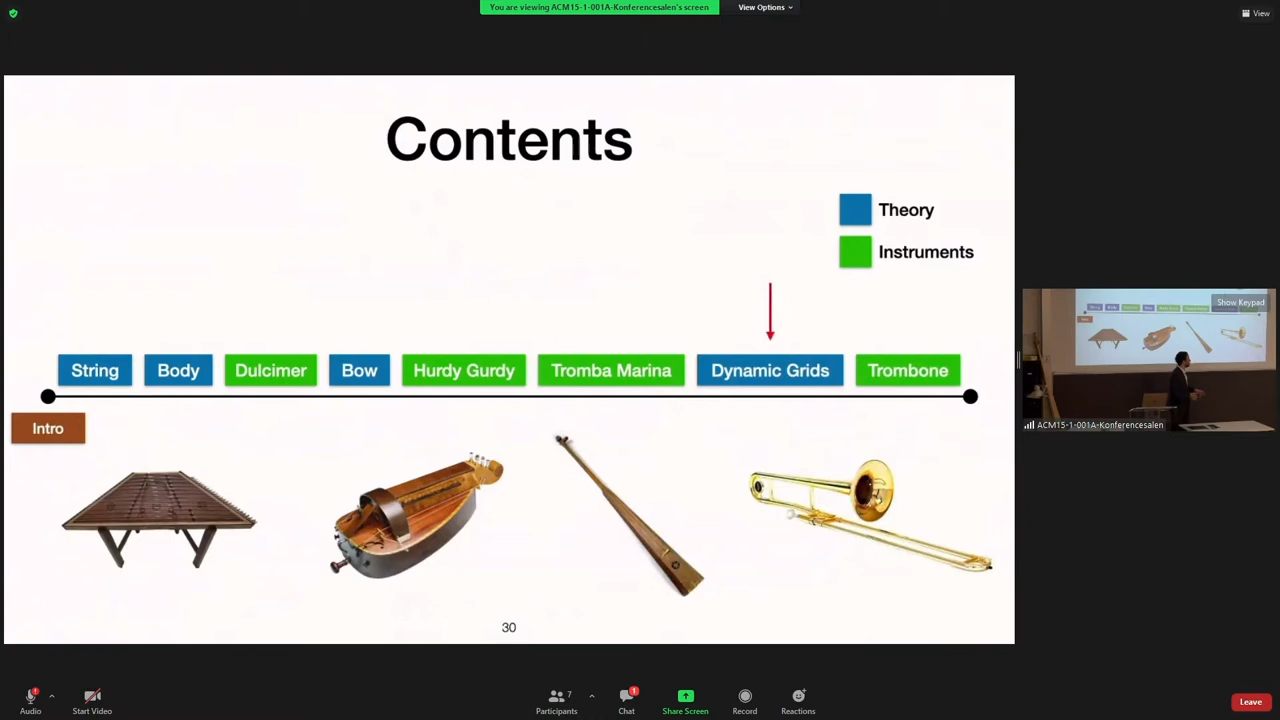 You are viewing ACM15-1-001A-Konferencesalen's screen
View Options
View
Contents
Theory
Instruments
String
Body
Dulcimer
Bow
Hurdy Gurdy
Tromba Marina
Dynamic Grids
Trombone
Intro
30
Show Keypad
ACM15-1-001A-Konferencesalen
Audio
Start Video
7
Participants
1
Chat
Share Screen
Record
Reactions
Leave